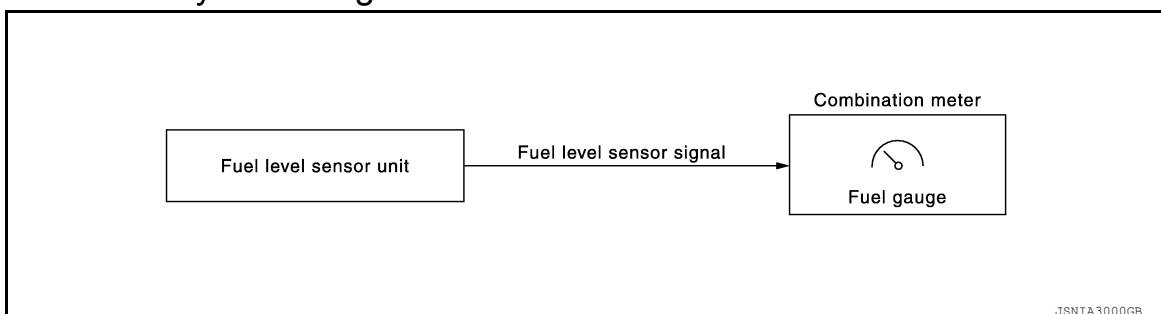 Combination meter
Fuel level sensor unit
Fuel level sensor signal
Fuel gauge
JSNIA3000GB